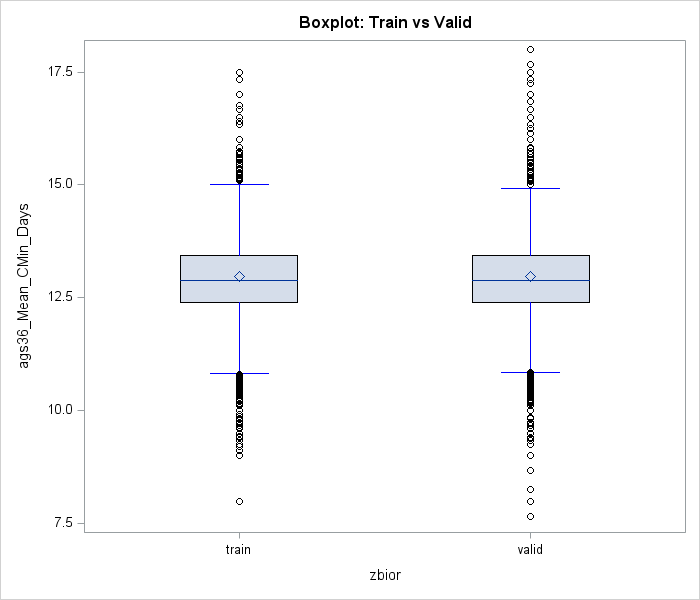 Boxplot: Train vs Valid
17.5
15.0
12.5
10.0
7.5
ags36_Mean_CMin_Days
train valid
zbior